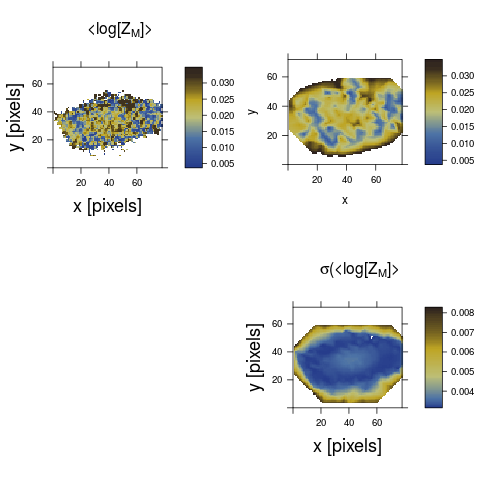 <log[Z_M]>
60
40
20
20 40 60
x [pixels]
y [pixels]
0.030
0.025
0.020
0.015
0.010
0.005
60
40
20
20 40 60
x
y
0.030
0.025
0.020
0.015
0.010
0.005
σ(<log[Z_M]>
60
40
20
20 40 60
x [pixels]
y [pixels]
0.008
0.007
0.006
0.005
0.004